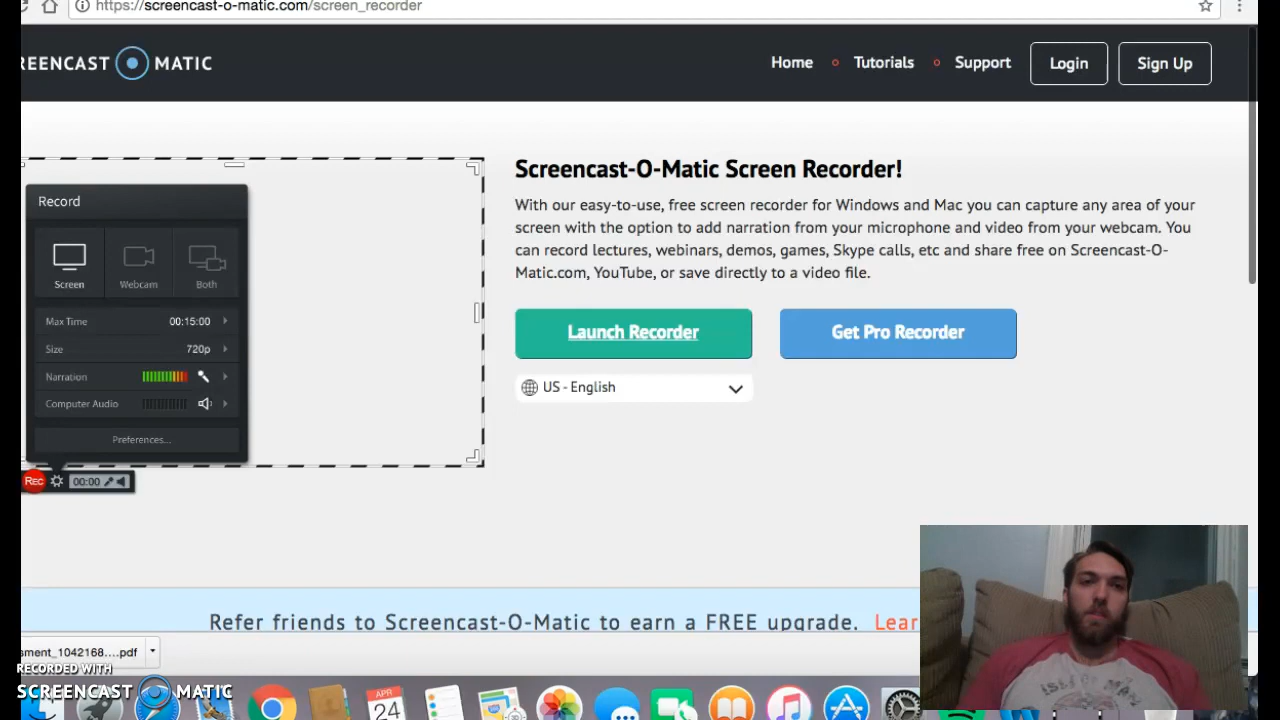 https://screencast-o-matic.com/screen_recorder
REENCAST MATIC
Home
Tutorials
Support
Login
Sign Up
Record
Screen
Webcam
Both
Max Time 00:15:00
Size 720p
Narration
Computer Audio
Preferences...
REC 00:00
Screencast-O-Matic Screen Recorder!
With our easy-to-use, free screen recorder for Windows and Mac you can capture any area of your
screen with the option to add narration from your microphone and video from your webcam. You
can record lectures, webinars, demos, games, Skype calls, etc and share free on Screencast-O-
Matic.com, YouTube, or save directly to a video file.
Launch Recorder
Get Pro Recorder
US - English
Refer friends to Screencast-O-Matic to earn a FREE upgrade. Lear
sment_1042168....pdf
RECORDED WITH
SCREENCAST MATIC
APR
24